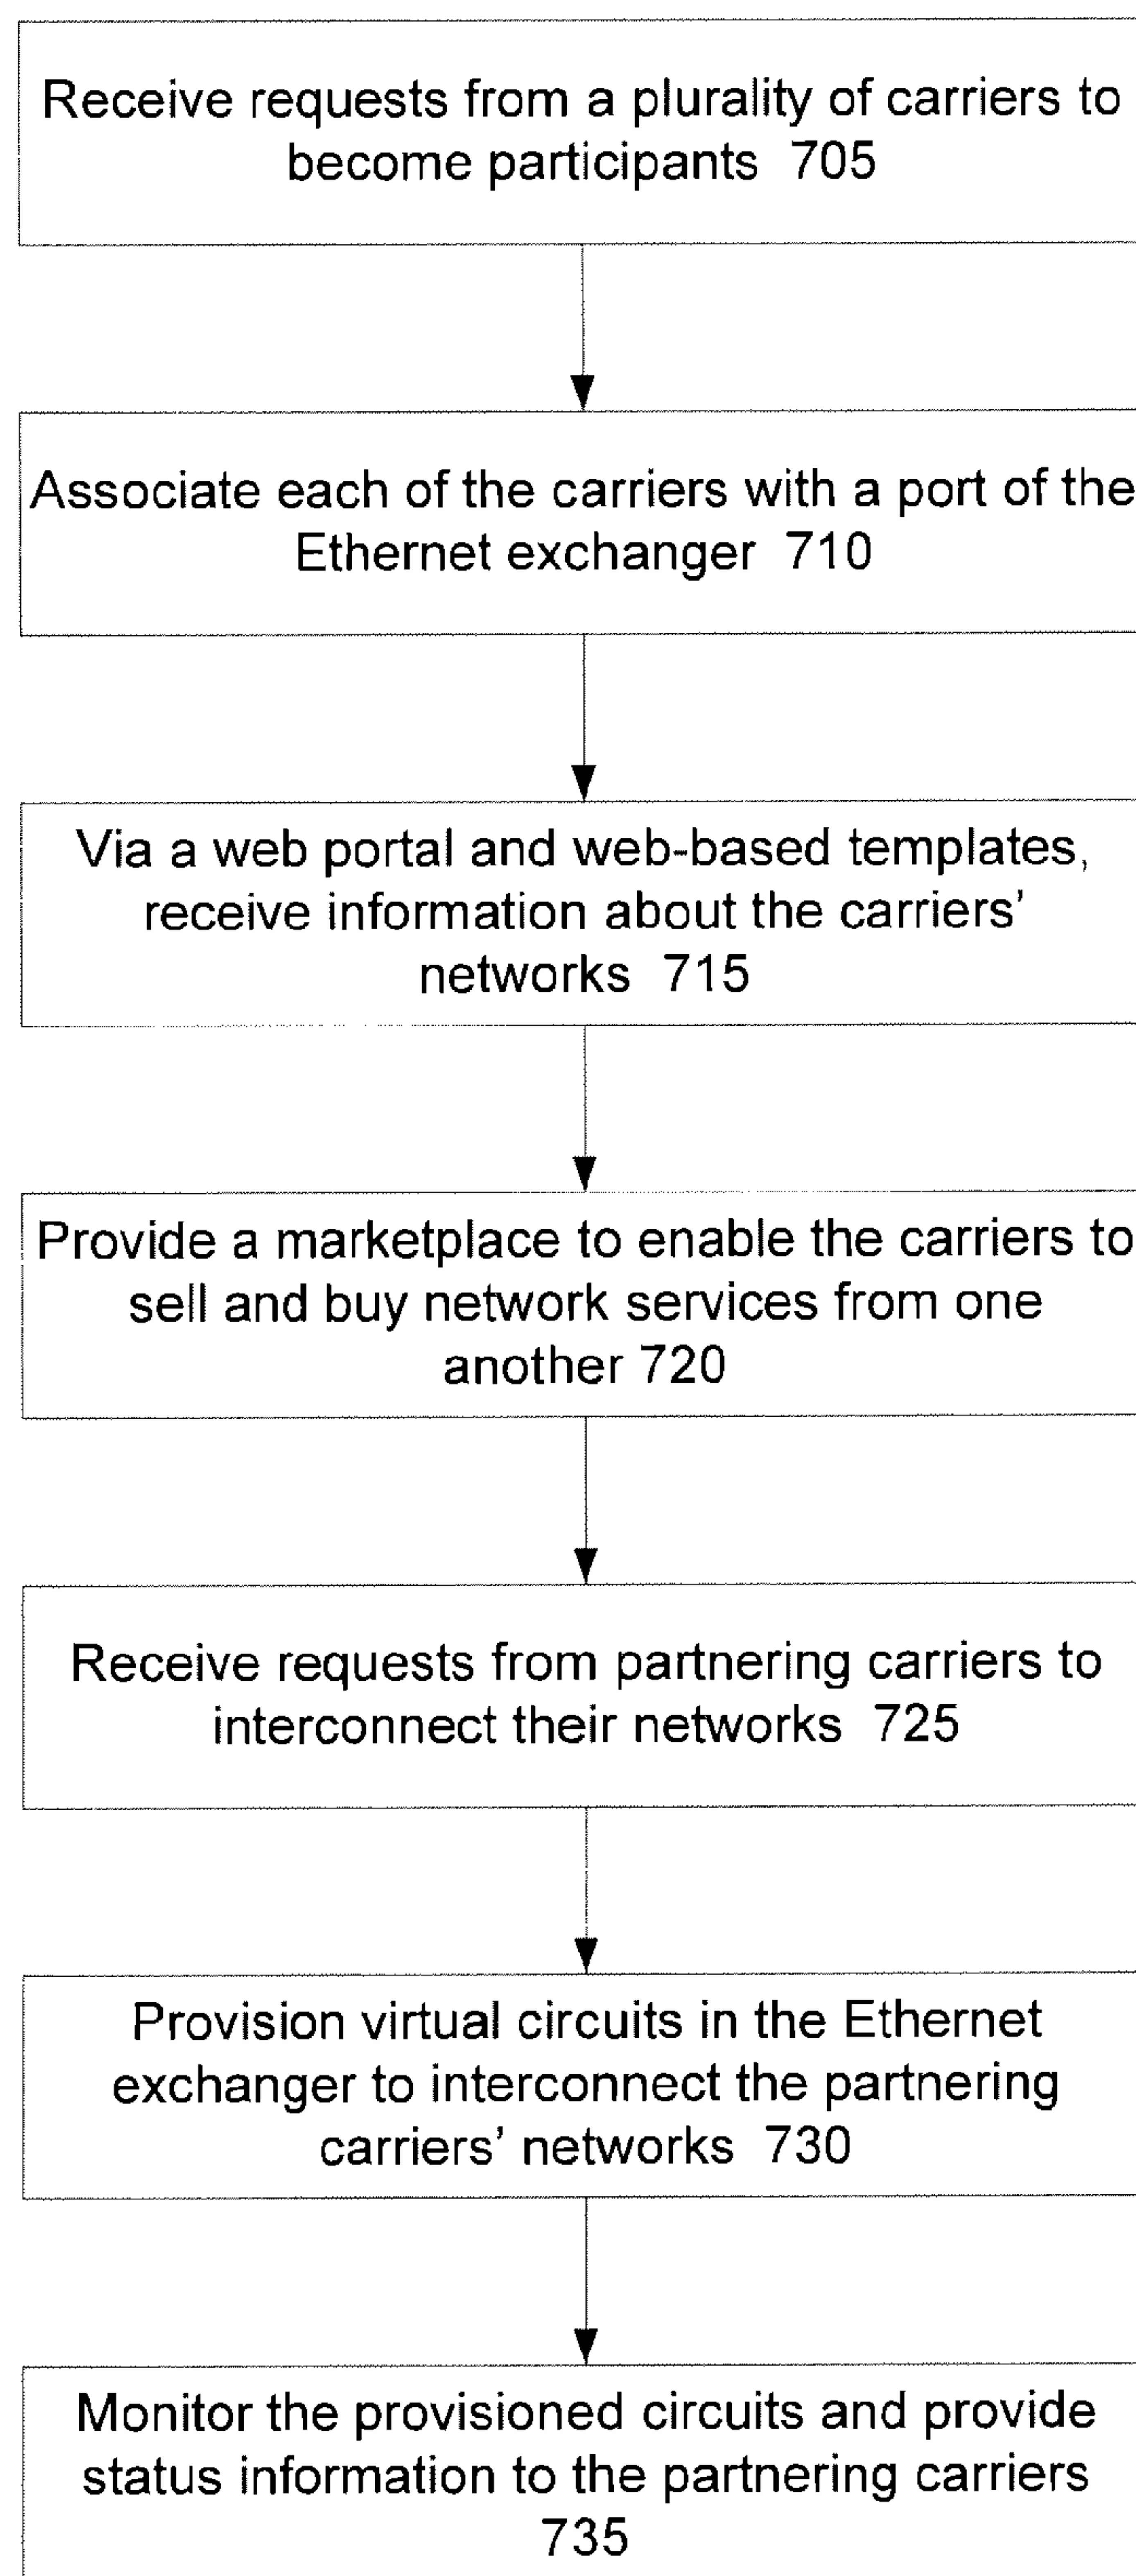 Receive requests from a plurality of carriers to
become participants 705
Associate each of the carriers with a port of the
Ethernet exchanger 710
Via a web portal and web-based templates,
receive information about the carriers'
networks 715
Provide a marketplace to enable the carriers to
sell and buy network services from one
another 720
Receive requests from partnering carriers to
interconnect their networks 725
Provision virtual circuits in the Ethernet
exchanger to interconnect the partnering
carriers' networks 730
Monitor the provisioned circuits and provide
status information to the partnering carriers
735